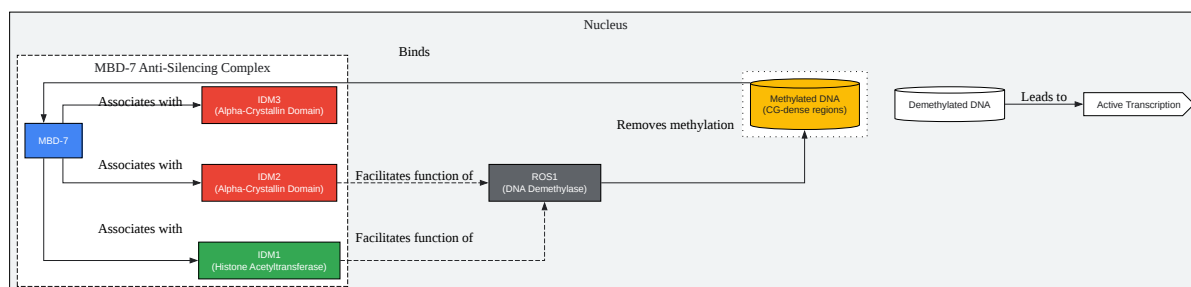 Nucleus
Binds
MBD-7 Anti-Silencing Complex
Associates with
IDM3
(Alpha-Crystallin Domain)
MBD-7
Associates with
IDM2
(Alpha-Crystallin Domain)
Associates with
IDM1
(Histone Acetyltransferase)
Facilitates function of
Facilitates function of
ROS1
(DNA Demethylase)
Removes methylation
Methylated DNA
(CG-dense regions)
Demethylated DNA
Leads to
Active Transcription